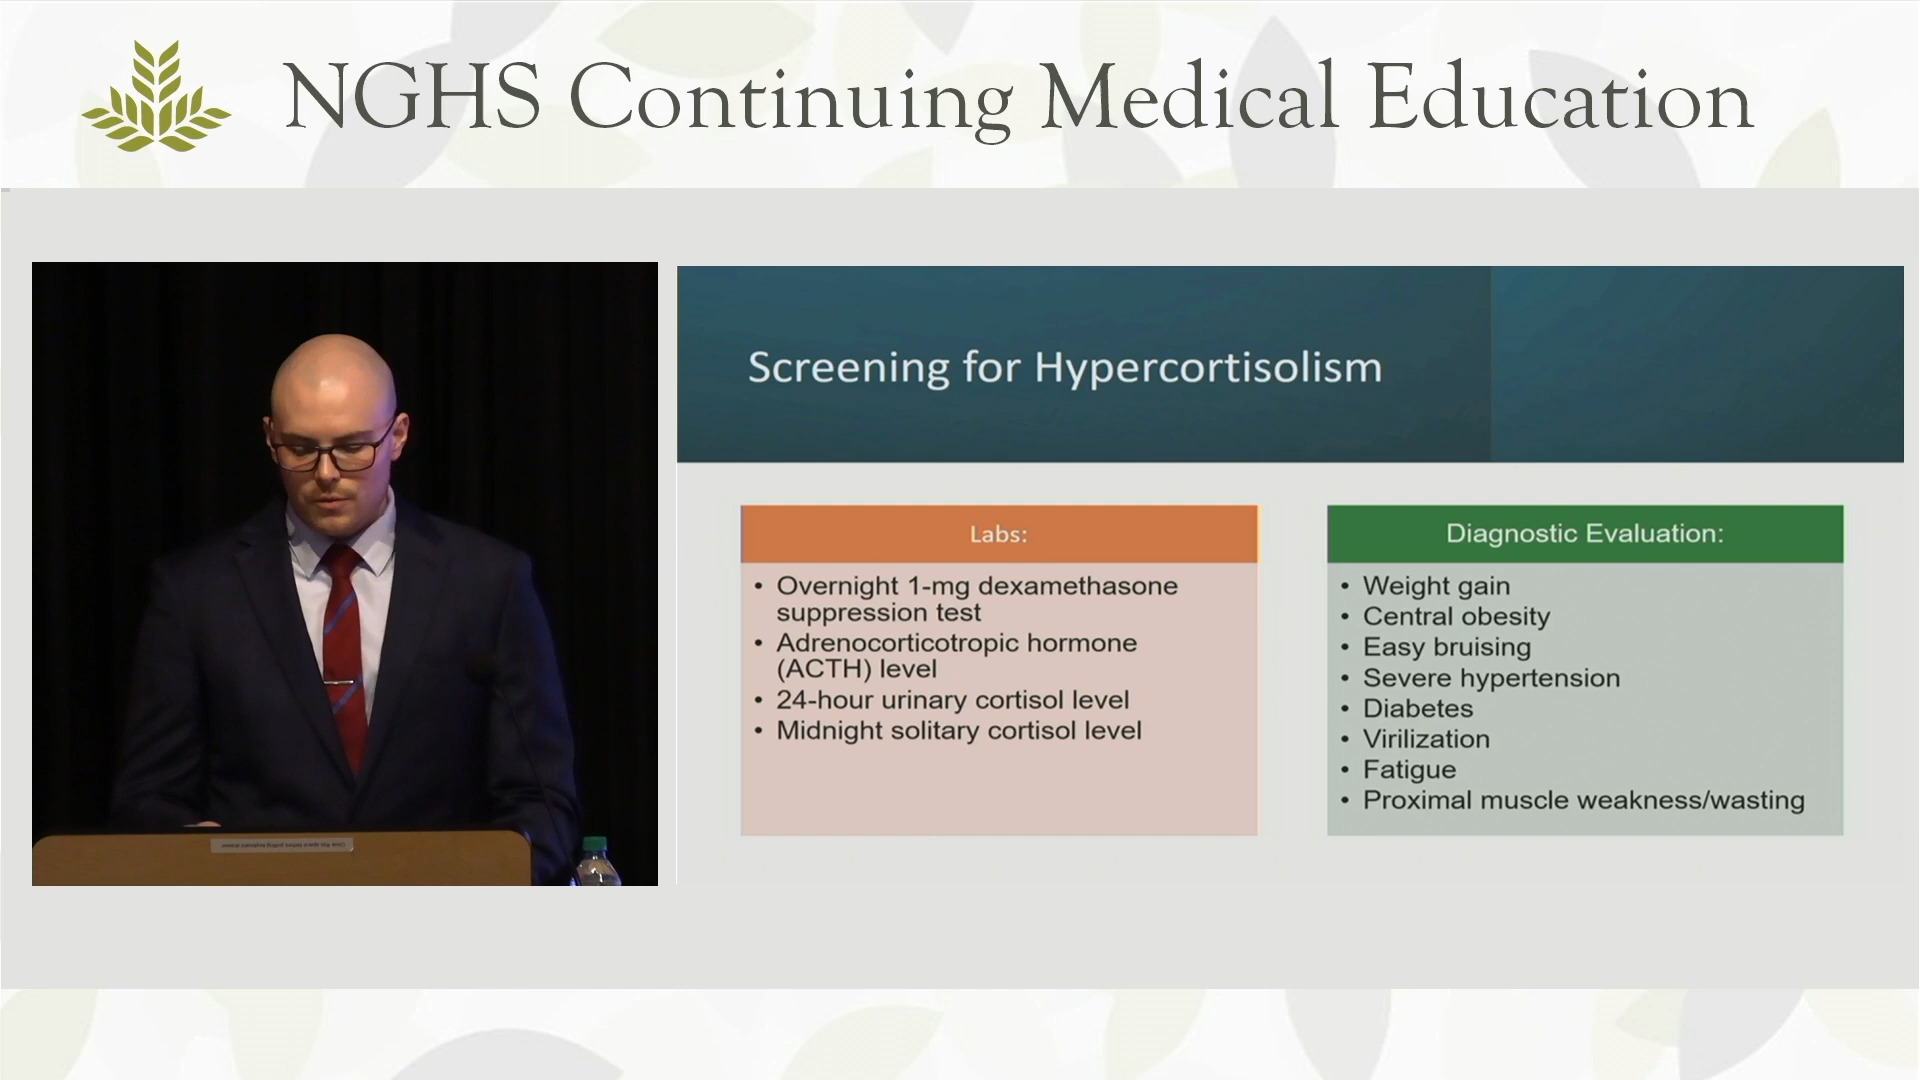 NGHS Continuing Medical Education
Screening for Hypercortisolism
Labs:
• Overnight 1-mg dexamethasone
suppression test
• Adrenocorticotropic hormone
(ACTH) level
• 24-hour urinary cortisol level
• Midnight solitary cortisol level
Diagnostic Evaluation:
• Weight gain
• Central obesity
• Easy bruising
• Severe hypertension
• Diabetes
• Virilization
• Fatigue
• Proximal muscle weakness/wasting